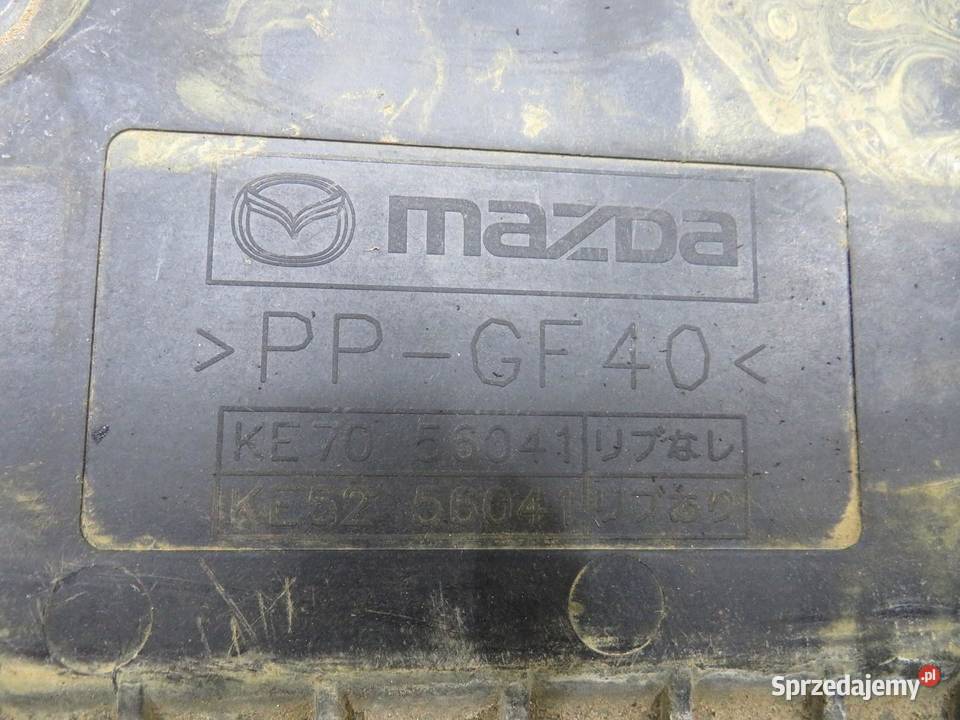 mazda
>PP-GF40<
KE70 56041 リブなし
KE52 56041 リブあり
Sprzedajemy.pl